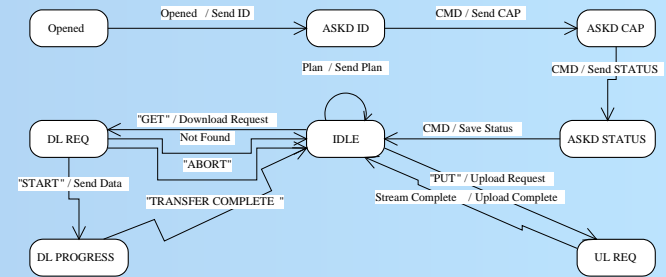 Opened / Send ID
CMD / Send CAP
Opened
ASKD ID
ASKD CAP
Plan / Send Plan
CMD / Send STATUS
"GET" / Download Request
Not Found
CMD / Save Status
DL REQ
IDLE
ASKD STATUS
"ABORT"
"START" / Send Data
"PUT" / Upload Request
"TRANSFER COMPLETE "
Stream Complete / Upload Complete
DL PROGRESS
UL REQ